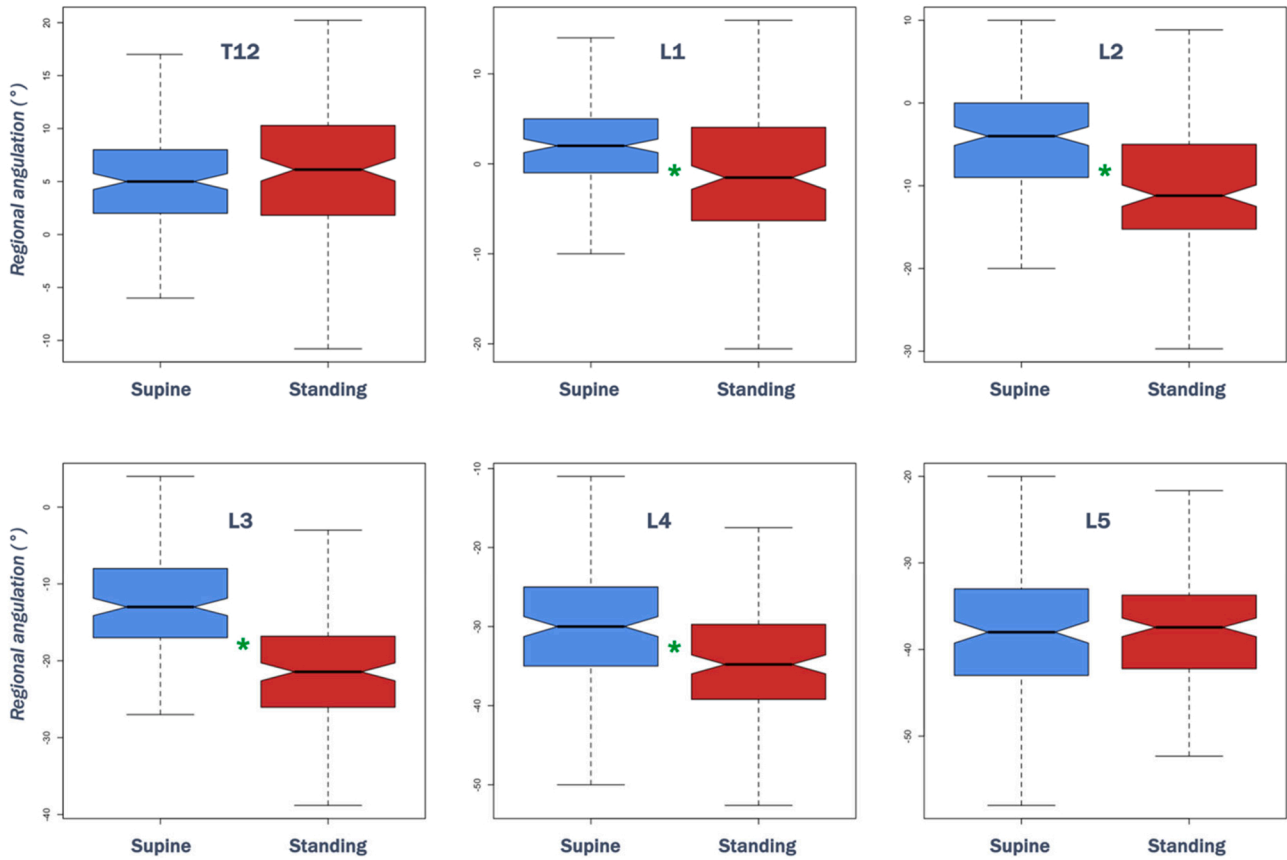 Regional angulation (°)
20
15
10
5
0
-5
-10
T12
Supine
Standing
10
0
-10
-20
L1
Supine
Standing
10
0
-10
-20
-30
L2
*
*
Supine
Standing
Regional angulation (°)
0
-10
-20
-30
-40
L3
*
Supine
Standing
-10
-20
-30
-40
-50
L4
*
Supine
Standing
-20
-30
-40
-50
L5
Supine
Standing